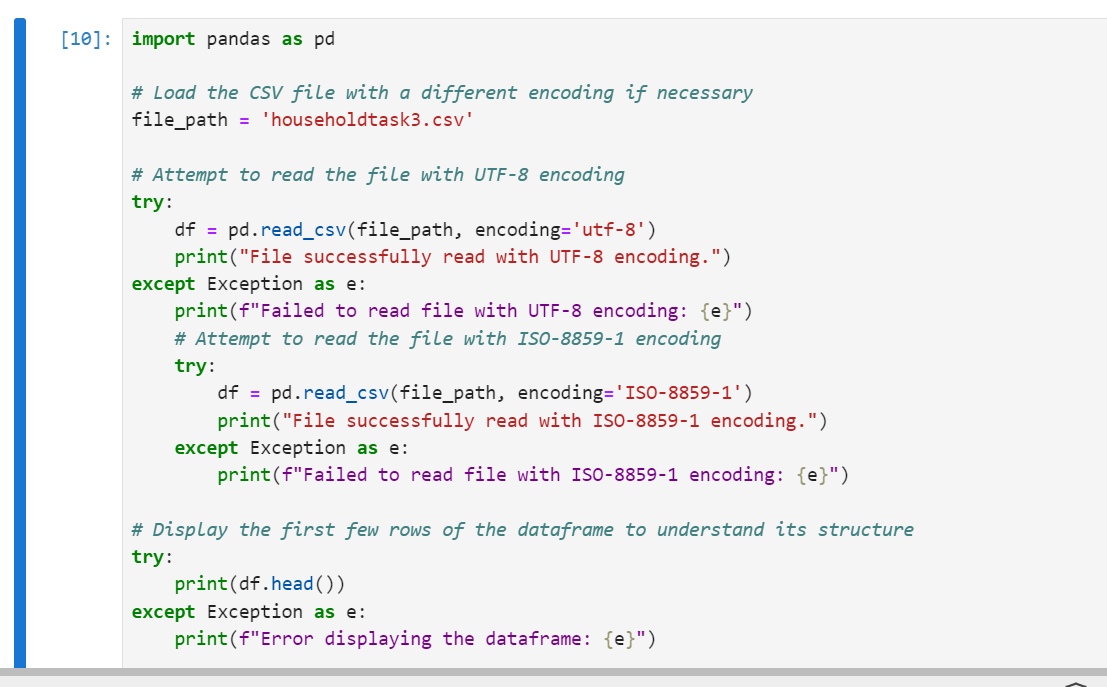 [10]: import pandas as pd
# Load the CSV file with a different encoding if necessary
file_path = 'householdtask3.csv'
# Attempt to read the file with UTF-8 encoding
try:
    df = pd.read_csv(file_path, encoding='utf-8')
    print("File successfully read with UTF-8 encoding.")
except Exception as e:
    print(f"Failed to read file with UTF-8 encoding: {e}")
    # Attempt to read the file with ISO-8859-1 encoding
    try:
        df = pd.read_csv(file_path, encoding='ISO-8859-1')
        print("File successfully read with ISO-8859-1 encoding.")
    except Exception as e:
        print(f"Failed to read file with ISO-8859-1 encoding: {e}")
# Display the first few rows of the dataframe to understand its structure
try:
    print(df.head())
except Exception as e:
    print(f"Error displaying the dataframe: {e}")